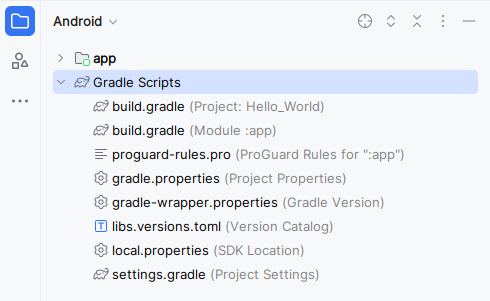 Android
app
Gradle Scripts
build.gradle (Project: Hello_World)
build.gradle (Module :app)
proguard-rules.pro (ProGuard Rules for ":app")
gradle.properties (Project Properties)
gradle-wrapper.properties (Gradle Version)
libs.versions.toml (Version Catalog)
local.properties (SDK Location)
settings.gradle (Project Settings)